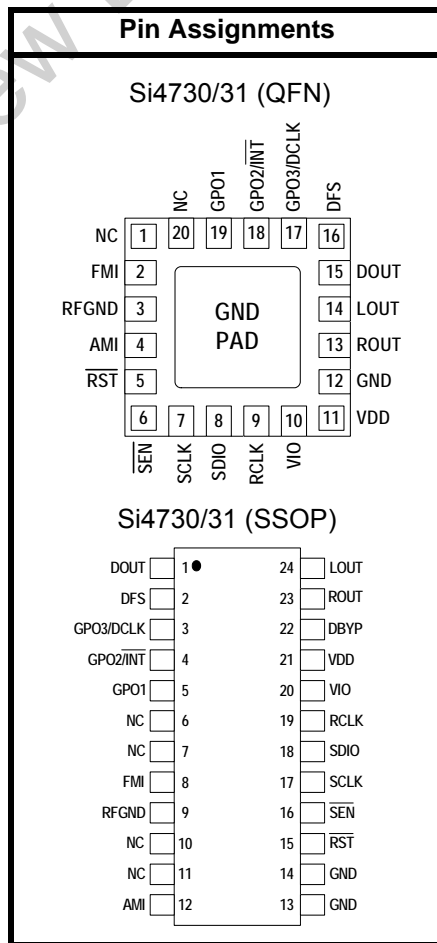 Pin Assignments
Si4730/31 (QFN)
NC
GPO1
GPO2/INT
GPO3/DCLK
DFS
NC 1 20 19 18 17 16
FMI 2 15 DOUT
RFGND 3 14 LOUT
GND
PAD
AMI 4 13 ROUT
RST 5 12 GND
6 7 8 9 10 11 VDD
SEN
SCLK
SDIO
RCLK
VIO
Si4730/31 (SSOP)
DOUT 1 24 LOUT
DFS 2 23 ROUT
GPO3/DCLK 3 22 DBYP
GPO2/INT 4 21 VDD
GPO1 5 20 VIO
NC 6 19 RCLK
NC 7 18 SDIO
FMI 8 17 SCLK
RFGND 9 16 SEN
NC 10 15 RST
NC 11 14 GND
AMI 12 13 GND